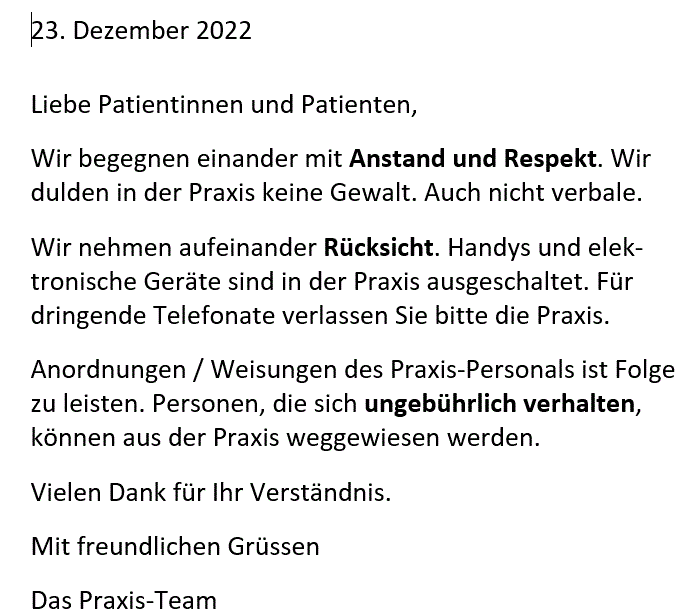 23. Dezember 2022
Liebe Patientinnen und Patienten,
Wir begegnen einander mit Anstand und Respekt. Wir
dulden in der Praxis keine Gewalt. Auch nicht verbale.
Wir nehmen aufeinander Rücksicht. Handys und elek-
tronische Geräte sind in der Praxis ausgeschaltet. Für
dringende Telefonate verlassen Sie bitte die Praxis.
Anordnungen / Weisungen des Praxis-Personals ist Folge
zu leisten. Personen, die sich ungebührlich verhalten,
können aus der Praxis weggewiesen werden.
Vielen Dank für Ihr Verständnis.
Mit freundlichen Grüssen
Das Praxis-Team